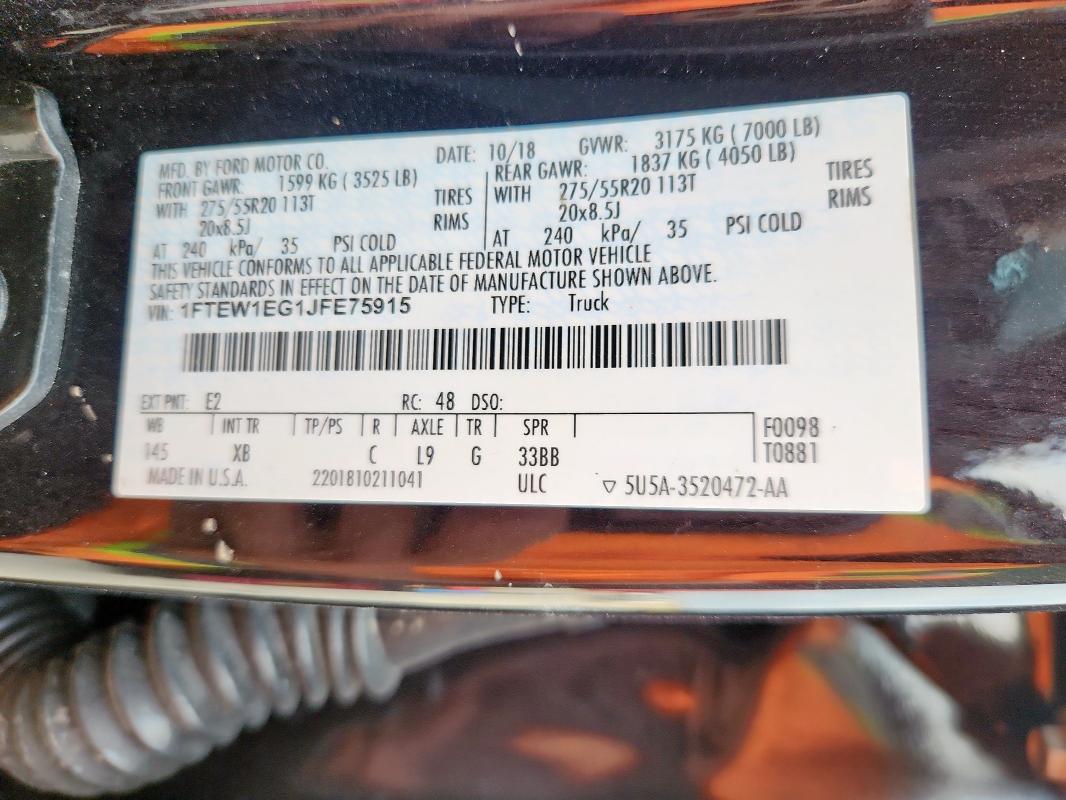 MFD. BY FORD MOTOR CO. DATE: 10/18 GVWR: 3175 KG ( 7000 LB)
FRONT GAWR: 1599 KG ( 3525 LB) REAR GAWR: 1837 KG ( 4050 LB)
WITH 275/55R20 113T TIRES WITH 275/55R20 113T TIRES
20x8.5J RIMS 20x8.5J RIMS
AT 240 kPa/ 35 PSI COLD AT 240 kPa/ 35 PSI COLD
THIS VEHICLE CONFORMS TO ALL APPLICABLE FEDERAL MOTOR VEHICLE
SAFETY STANDARDS IN EFFECT ON THE DATE OF MANUFACTURE SHOWN ABOVE.
VIN: 1FTEW1EG1JFE75915 TYPE: Truck
EXT PNT: E2 RC: 48 DSO:
WB INT TR TP/PS R AXLE TR SPR F0098
145 XB C L9 G 33BB T0881
MADE IN U.S.A. 2201810211041 ULC ▽ 5U5A-3520472-AA